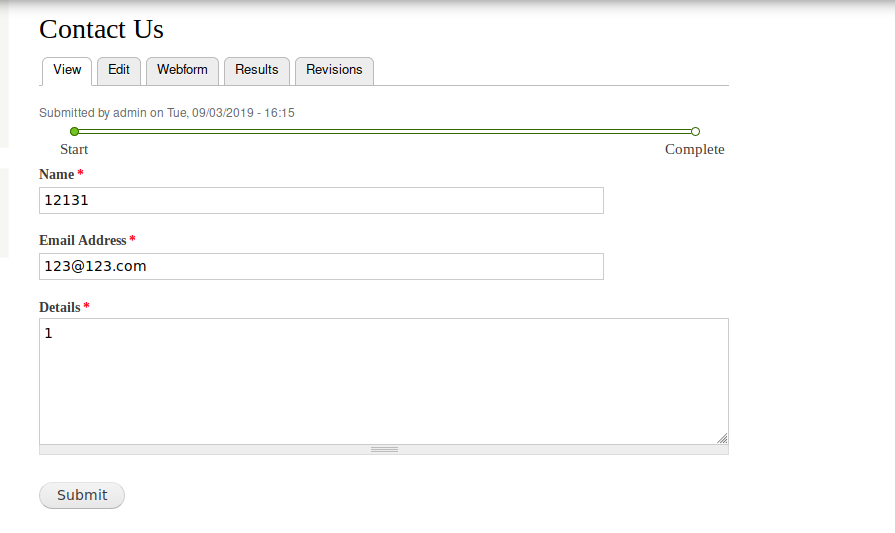 Contact Us
View Edit Webform Results Revisions
Submitted by admin on Tue, 09/03/2019 - 16:15
Start Complete
Name *
12131
Email Address *
123@123.com
Details *
1
Submit